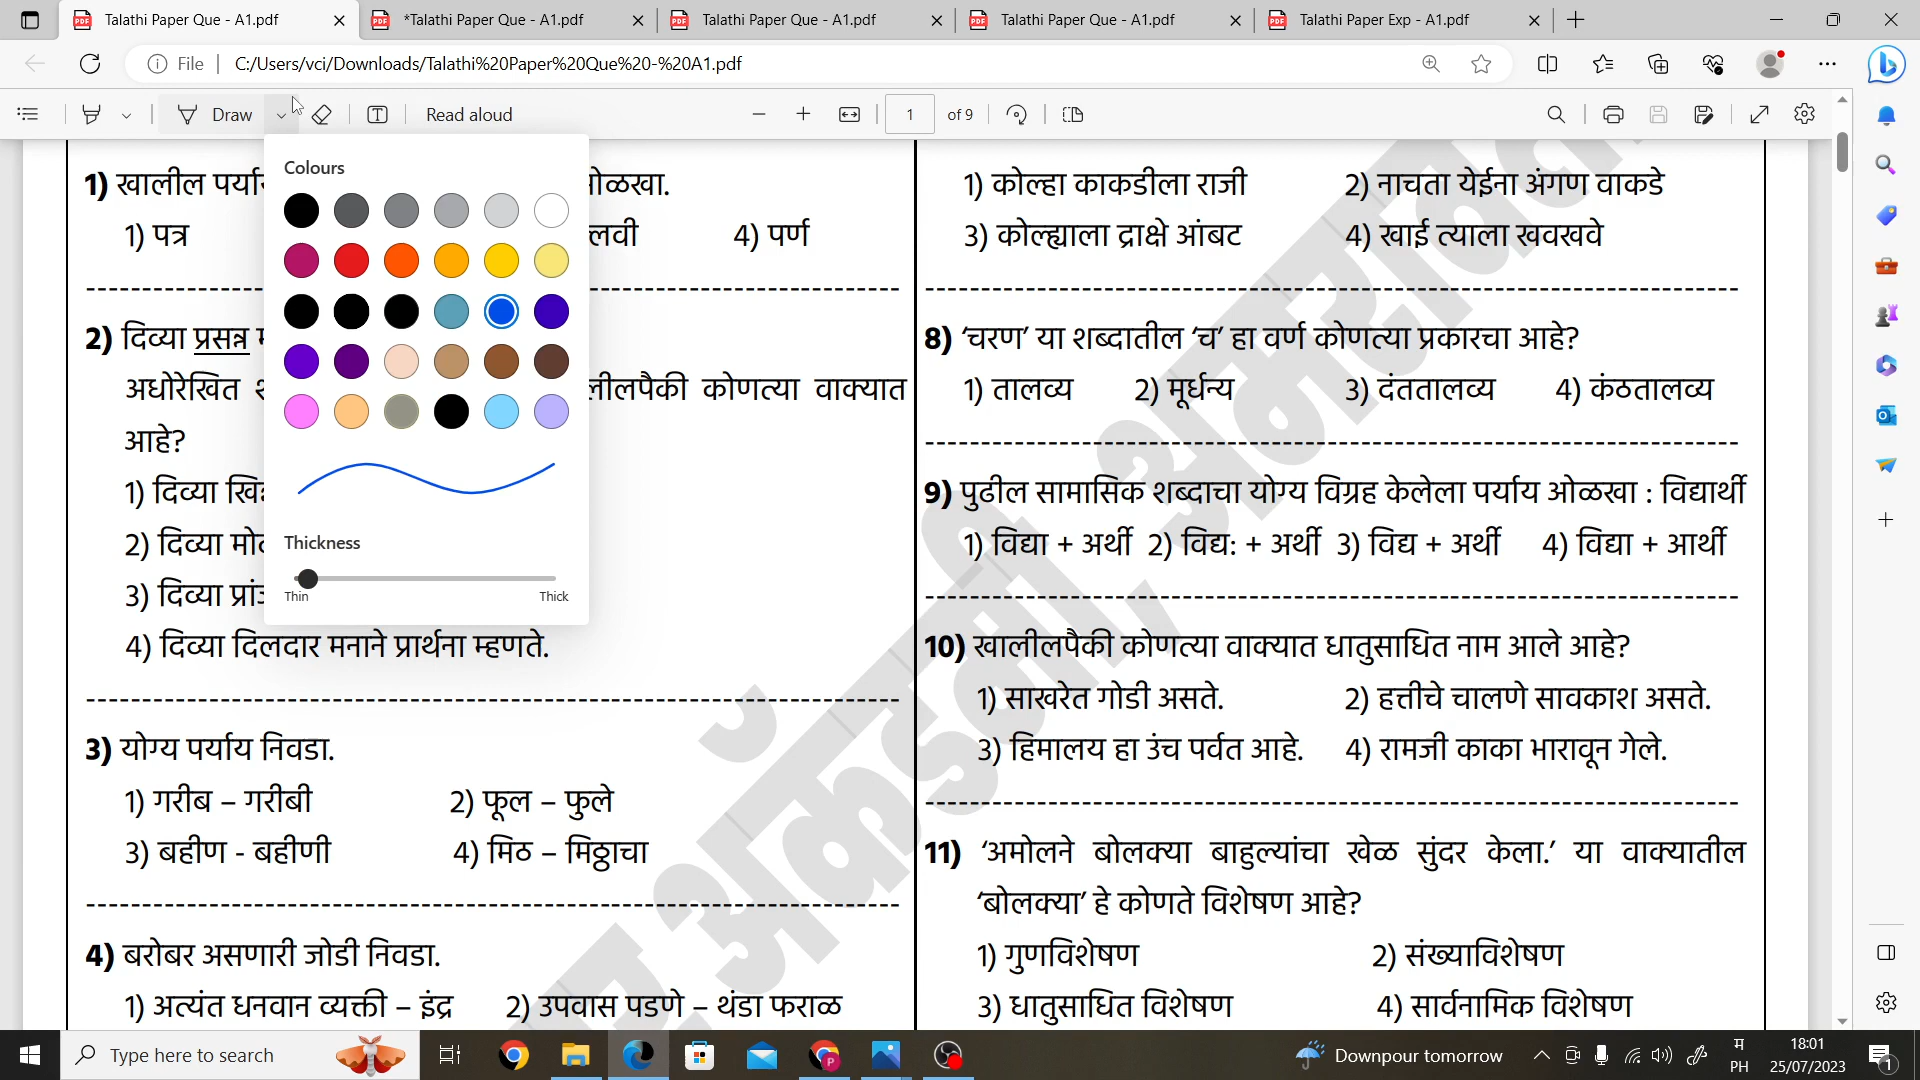 Talathi Paper Que - A1.pdf
*Talathi Paper Que - A1.pdf
Talathi Paper Que - A1.pdf
Talathi Paper Que - A1.pdf
Talathi Paper Exp - A1.pdf
File
C:/Users/vci/Downloads/Talathi%20Paper%20Que%20-%20A1.pdf
Draw
Read aloud
1 of 9
Colours
Thickness
Thin
Thick
1) खालील
ओळखा.
1) पत्र
4) पर्ण
2) दिव्या प्रसन्न
अधोरेखित
कोणत्या वाक्यात
आहे?
1) दिव्या
2) दिव्या
3) दिव्या
4) दिव्या दिलदार मनाने प्रार्थना म्हणते.
3) योग्य पर्याय निवडा.
1) गरीब – गरीबी
2) फूल – फुले
3) बहीण - बहीणी
4) मिठ – मिठ्ठाचा
4) बरोबर असणारी जोडी निवडा.
1) अत्यंत धनवान व्यक्ती – इंद्र
2) उपवास पडणे – थंडा फराळ
1) कोल्हा काकडीला राजी
2) नाचता येईना अंगण वाकडे
3) कोल्ह्याला द्राक्षे आंबट
4) खाई त्याला खवखवे
8) ‘चरण’ या शब्दातील ‘च’ हा वर्ण कोणत्या प्रकारचा आहे?
1) तालव्य
2) मूर्धन्य
3) दंततालव्य
4) कंठतालव्य
9) पुढील सामासिक शब्दाचा योग्य विग्रह केलेला पर्याय ओळखा : विद्यार्थी
1) विद्या + अर्थी 2) विद्य: + अर्थी 3) विद्य + अर्थी 4) विद्या + आर्थी
10) खालीलपैकी कोणत्या वाक्यात धातुसाधित नाम आले आहे?
1) साखरेत गोडी असते.
2) हत्तीचे चालणे सावकाश असते.
3) हिमालय हा उंच पर्वत आहे.
4) रामजी काका भारावून गेले.
11) ‘अमोलने बोलक्या बाहुल्यांचा खेळ सुंदर केला.’ या वाक्यातील
‘बोलक्या’ हे कोणते विशेषण आहे?
1) गुणविशेषण
2) संख्याविशेषण
3) धातुसाधित विशेषण
4) सार्वनामिक विशेषण
अकॅडमी, अमरावती
Type here to search
Downpour tomorrow
म
PH
18:01
25/07/2023
1